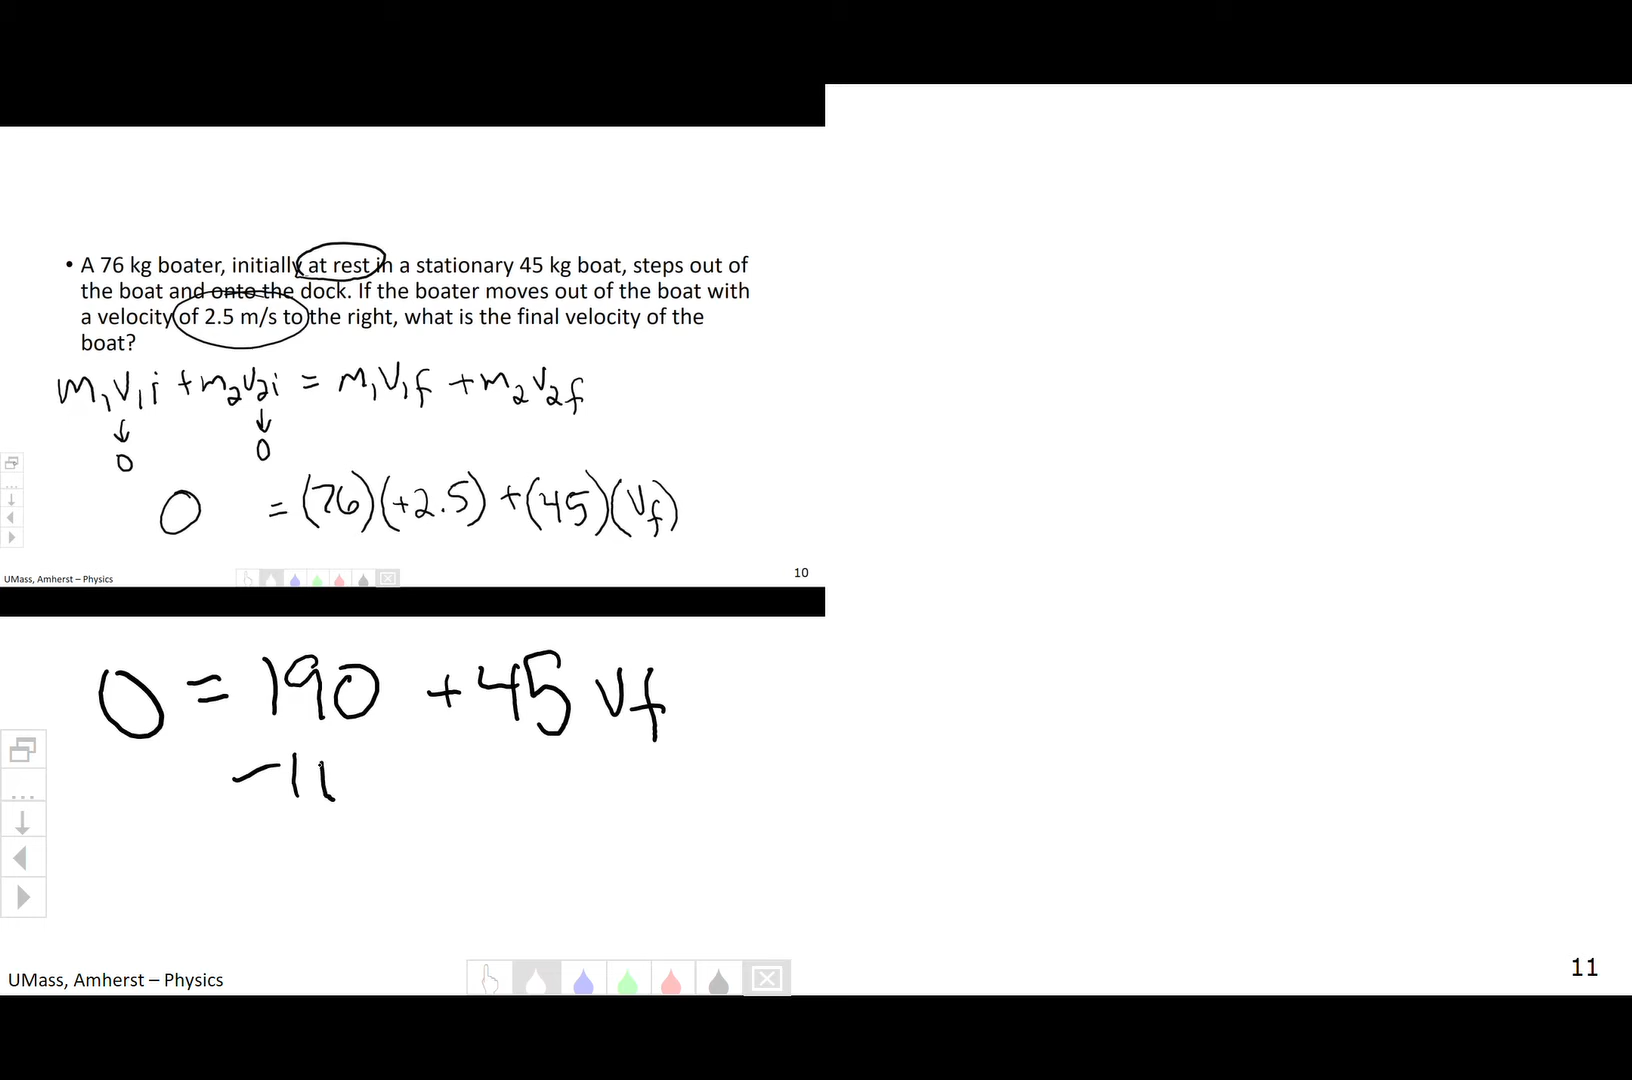 • A 76 kg boater, initially at rest in a stationary 45 kg boat, steps out of
the boat and onto the dock. If the boater moves out of the boat with
a velocity of 2.5 m/s to the right, what is the final velocity of the
boat?
m₁v₁i + m₂v₂i = m₁v₁f + m₂v₂f
↓ ↓
0 0
0 = (76)(+2.5) + (45)(vf)
UMass, Amherst – Physics
10
0 = 190 + 45 vf
-11
UMass, Amherst – Physics
11